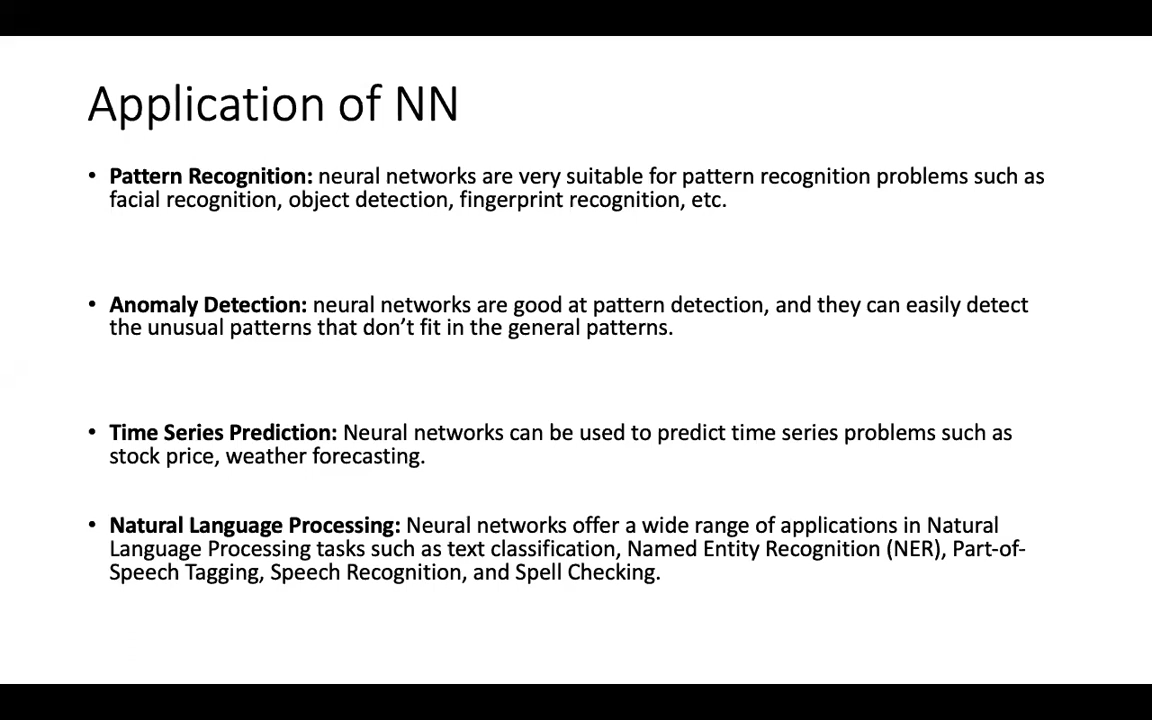 Application of NN
• Pattern Recognition: neural networks are very suitable for pattern recognition problems such as
facial recognition, object detection, fingerprint recognition, etc.
• Anomaly Detection: neural networks are good at pattern detection, and they can easily detect
the unusual patterns that don’t fit in the general patterns.
• Time Series Prediction: Neural networks can be used to predict time series problems such as
stock price, weather forecasting.
• Natural Language Processing: Neural networks offer a wide range of applications in Natural
Language Processing tasks such as text classification, Named Entity Recognition (NER), Part-of-
Speech Tagging, Speech Recognition, and Spell Checking.